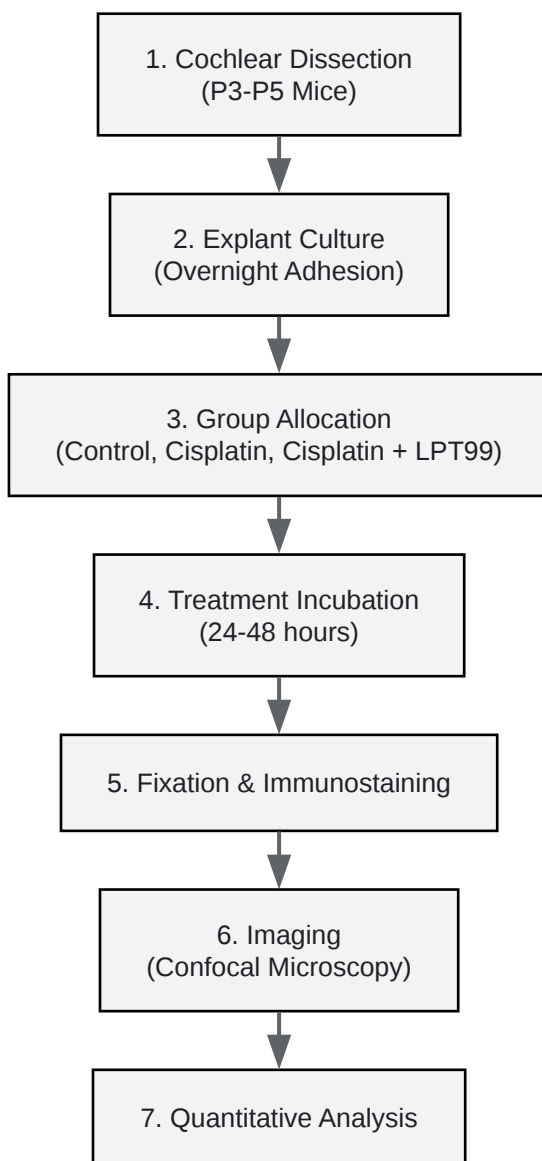 1. Cochlear Dissection
(P3-P5 Mice)
2. Explant Culture
(Overnight Adhesion)
3. Group Allocation
(Control, Cisplatin, Cisplatin + LPT99)
4. Treatment Incubation
(24-48 hours)
5. Fixation & Immunostaining
6. Imaging
(Confocal Microscopy)
7. Quantitative Analysis